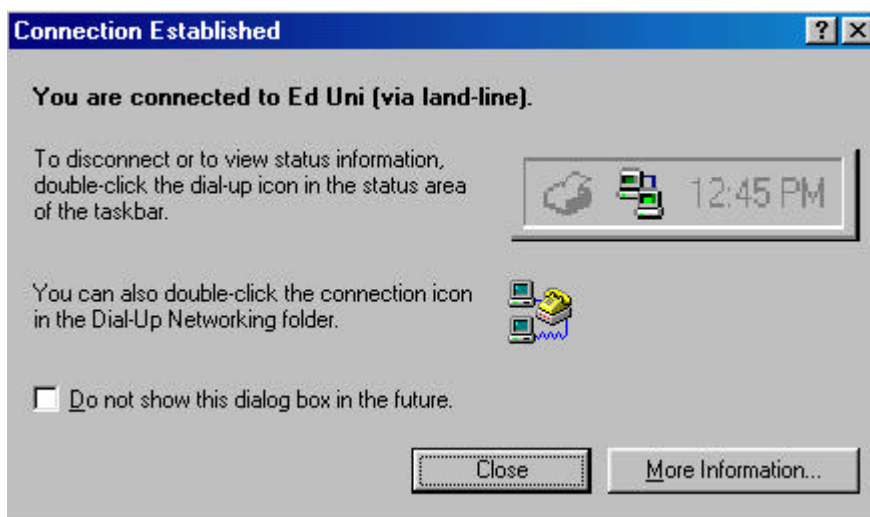 Connection Established
You are connected to Ed Uni (via land-line).
To disconnect or to view status information,
double-click the dial-up icon in the status area
of the taskbar.
12:45 PM
You can also double-click the connection icon
in the Dial-Up Networking folder.
Do not show this dialog box in the future.
Close
More Information...